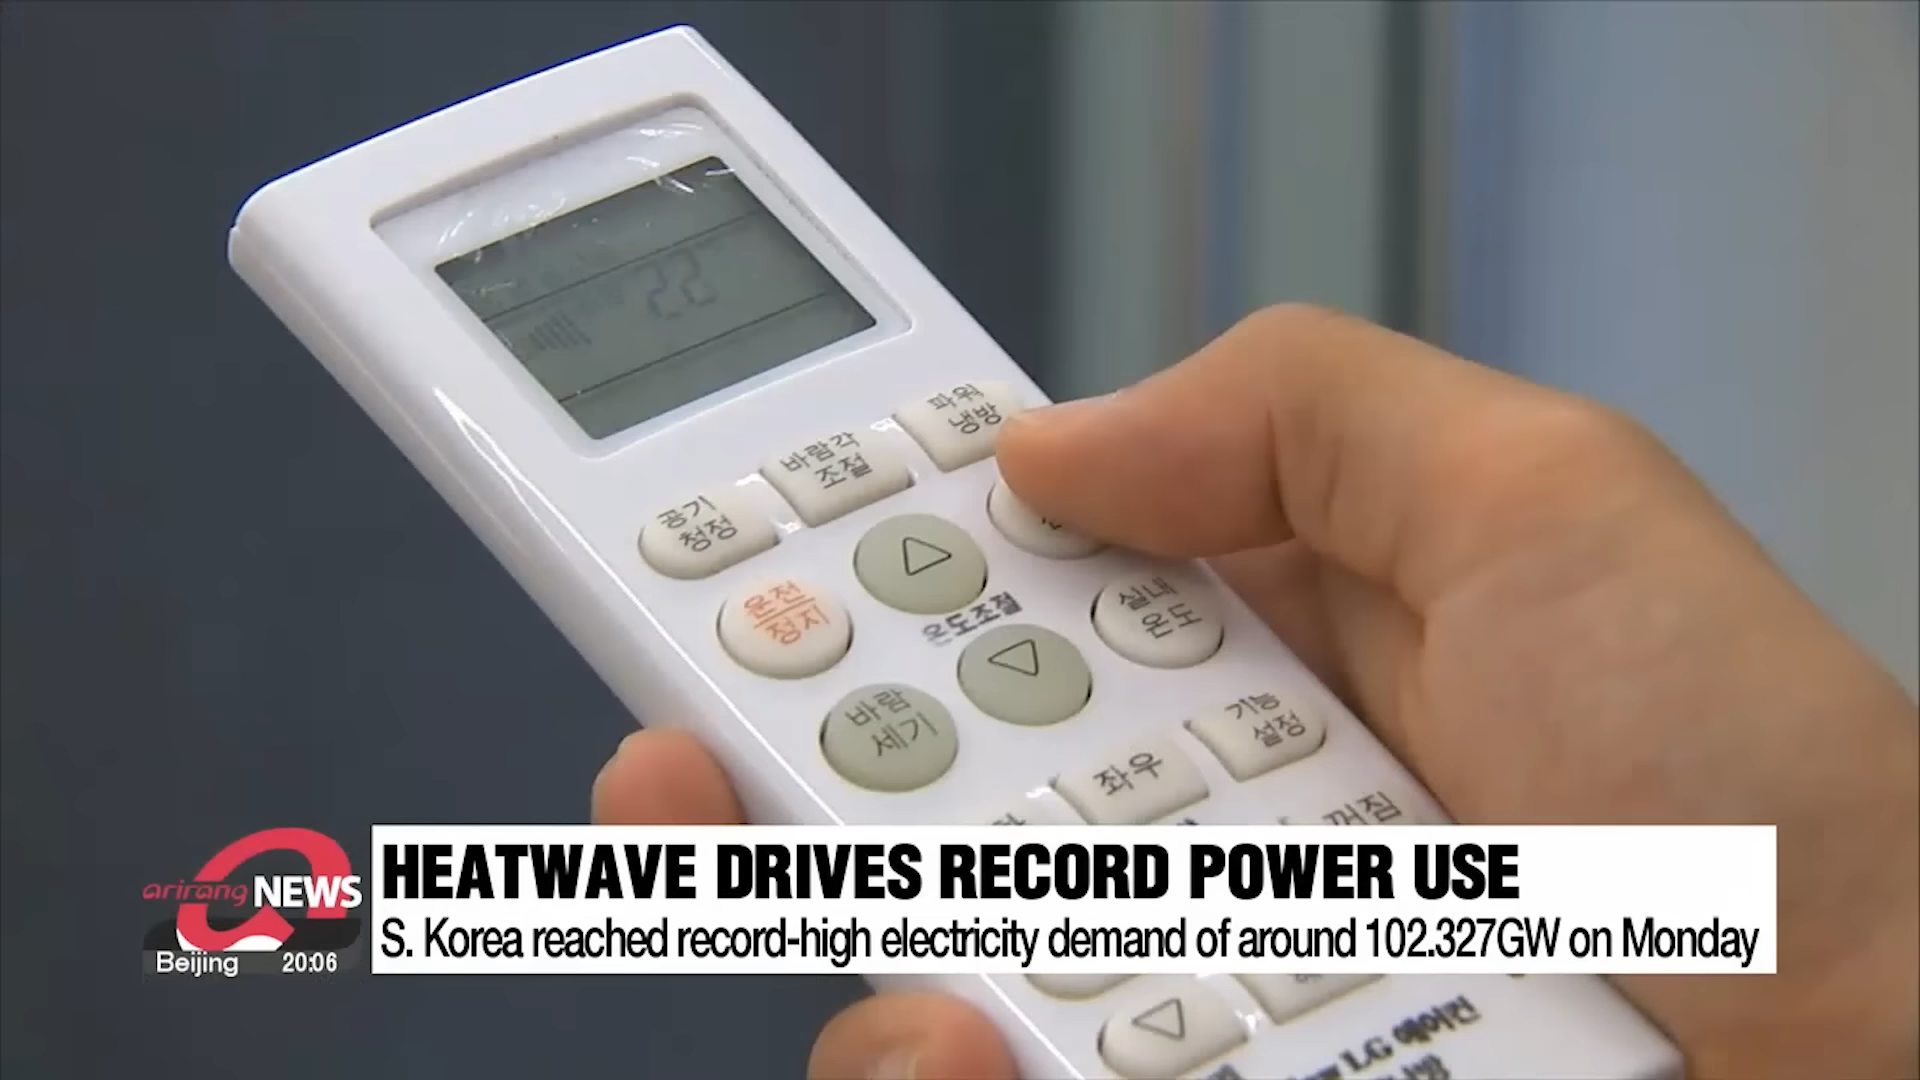 22
파워
냉방
바람각
조절
공기
청정
운전
정지
온도조절
실내
온도
바람
세기
기능
설정
좌우
꺼짐
HEATWAVE DRIVES RECORD POWER USE
arirang NEWS
S. Korea reached record-high electricity demand of around 102.327GW on Monday
Beijing 20:06
LG 에어컨